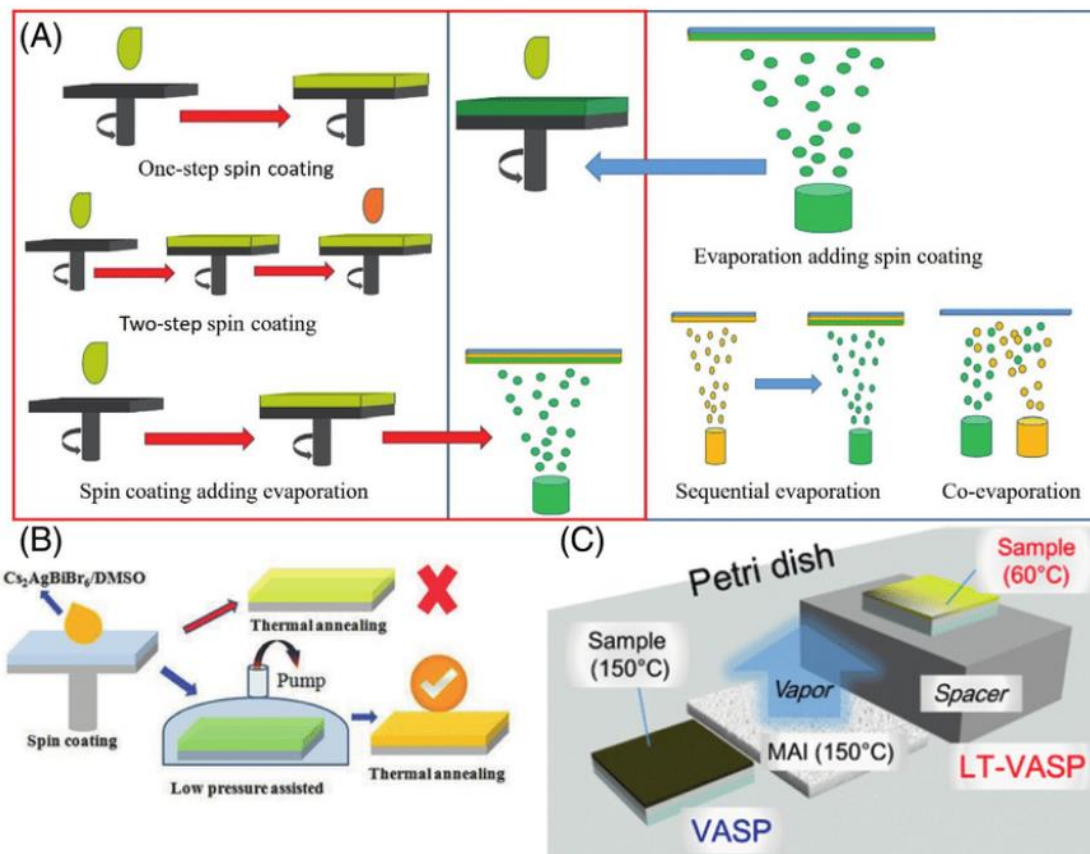 (A)
One-step spin coating
Two-step spin coating
Spin coating adding evaporation
Evaporation adding spin coating
Sequential evaporation
Co-evaporation
(B)
Cs₂AgBiBr₆/DMSO
Spin coating
Thermal annealing
Pump
Low pressure assisted
Thermal annealing
(C)
Petri dish
Sample
(60°C)
Sample
(150°C)
Vapor
Spacer
MAI (150°C)
LT-VASP
VASP